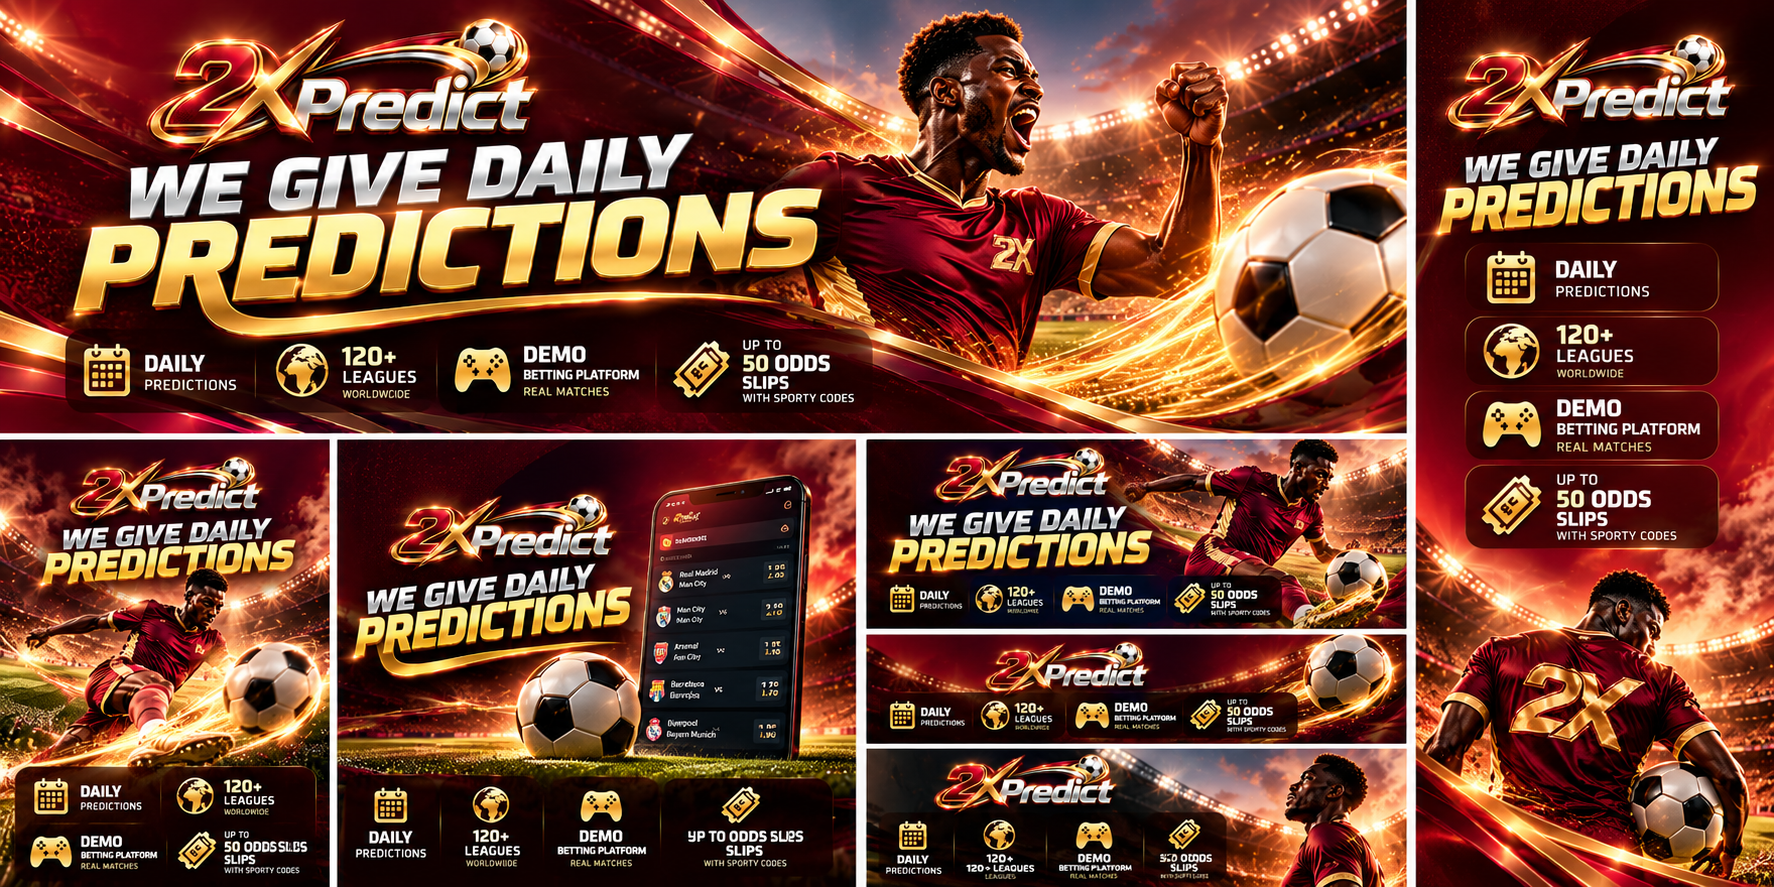 2XPredict
WE GIVE DAILY
PREDICTIONS
DAILY
PREDICTIONS
120+
LEAGUES
WORLDWCIDE
DEMO
BETTING PLATFORM
REAL MATCHES
UP TO
50 ODDS
SLIPS
WITH SPORTY CODES
2X
2XPredict
WE GIVE DAILY
PREDICTIONS
DAILY
PREDICTIONS
120+
LEAGUES
WORLDWIDE
DEMO
BETTING PLATFORM
REAL MATCHES
UP TO
50 ODDS
SLIPS
WITH SPORTY CODES
2X
2XPredict
WE GIVE DAILY
PREDICTIONS
DAILY
PREDICTIONS
120+
LEAGUES
WORLDWIDE
DEMO
BETTING PLATFORM
REAL MATCHES
UP TO
50 ODDS
SLIPS
WITH SPORTY CODES
2XPredict
WE GIVE DAILY
PREDICTIONS
Real Madrid
Man City
vs
Man City
Man City
vs
Arsenal
vs
vs
Bayern Munich
DAILY
PREDICTIONS
120+
LEAGUES
WORLDWIDE
DEMO
BETTING PLATFORM
REAL MATCHES
TO ODDS
WITH SPORTY CODES
2XPredict
WE GIVE DAILY
PREDICTIONS
DAILY
PREDICTIONS
120+
LEAGUES
WORLDWIDE
DEMO
BETTING PLATFORM
REAL MATCHES
UP TO
50 ODDS
SLIPS
WITH SPORTY CODES
2XPredict
DAILY
PREDICTIONS
120+
LEAGUES
DEMO
BETTING PLATFORM
REAL MATCHES
UP TO
50 ODDS
SLIPS
WITH SPORTY CODES
2XPredict
DAILY
PREDICTIONS
120+
120+ LEAGUES
LEAGUES
DEMO
BETTING PLATFORM
REAL MATCHES
SLIPS